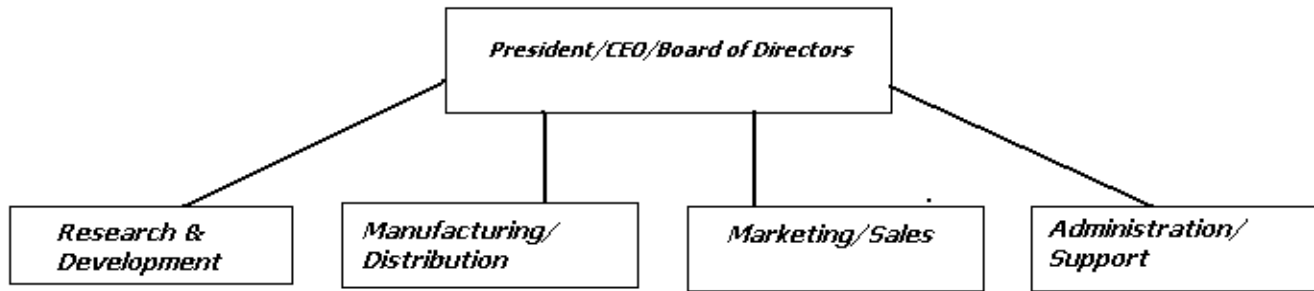 President/CEO/Board of Directors
Research &
Development
Manufacturing/
Distribution
Marketing/Sales
Administration/
Support